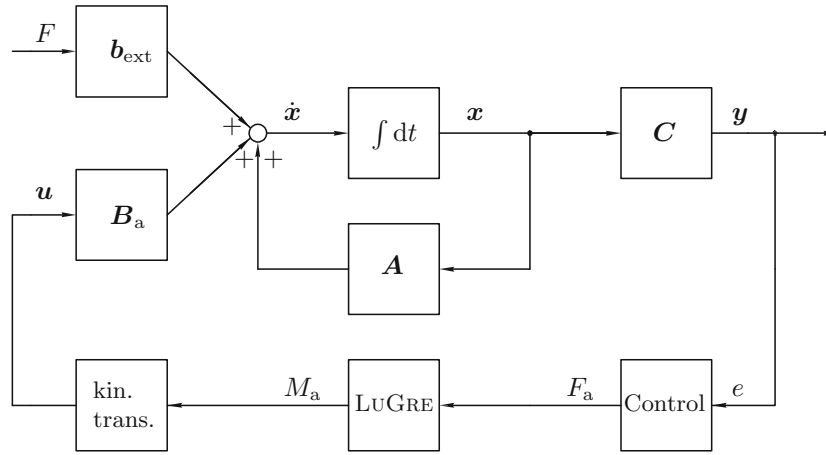 F
b_ext
+
ẋ
∫ dt
x
C
y
+ +
u
B_a
A
kin.
trans.
M_a
LuGre
F_a
Control
e